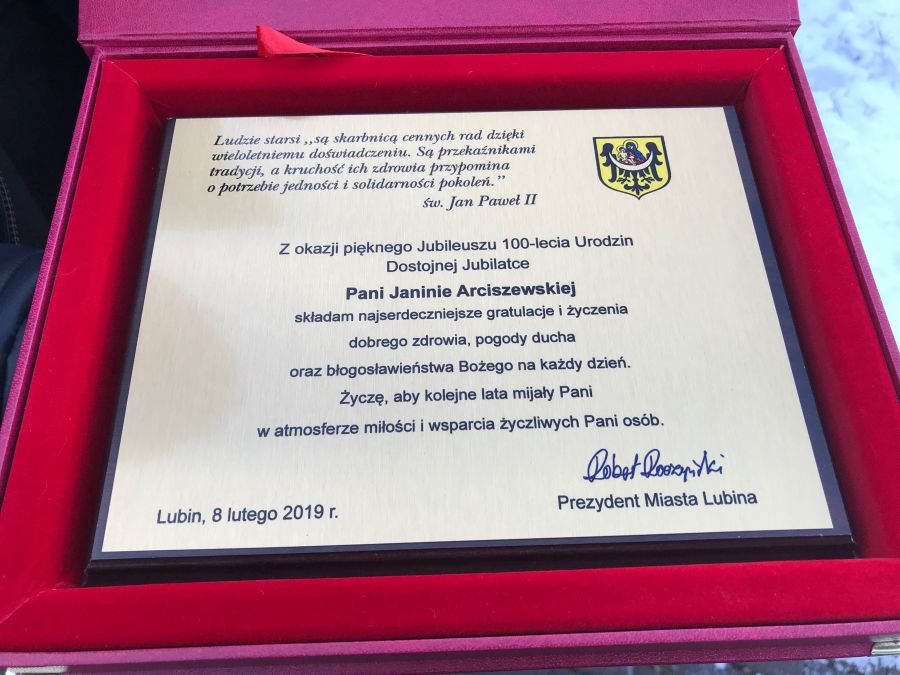 Ludzie starsi ,,są skarbnicą cennych rad dzięki
wieloletniemu doświadczeniu. Są przekaźnikami
tradycji, a kruchość ich zdrowia przypomina
o potrzebie jedności i solidarności pokoleń."
św. Jan Paweł II
Z okazji pięknego Jubileuszu 100-lecia Urodzin
Dostojnej Jubilatce
Pani Janinie Arciszewskiej
składam najserdeczniejsze gratulacje i życzenia
dobrego zdrowia, pogody ducha
oraz błogosławieństwa Bożego na każdy dzień.
Życzę, aby kolejne lata mijały Pani
w atmosferze miłości i wsparcia życzliwych Pani osób.
Robert Raczyński
Prezydent Miasta Lubina
Lubin, 8 lutego 2019 r.